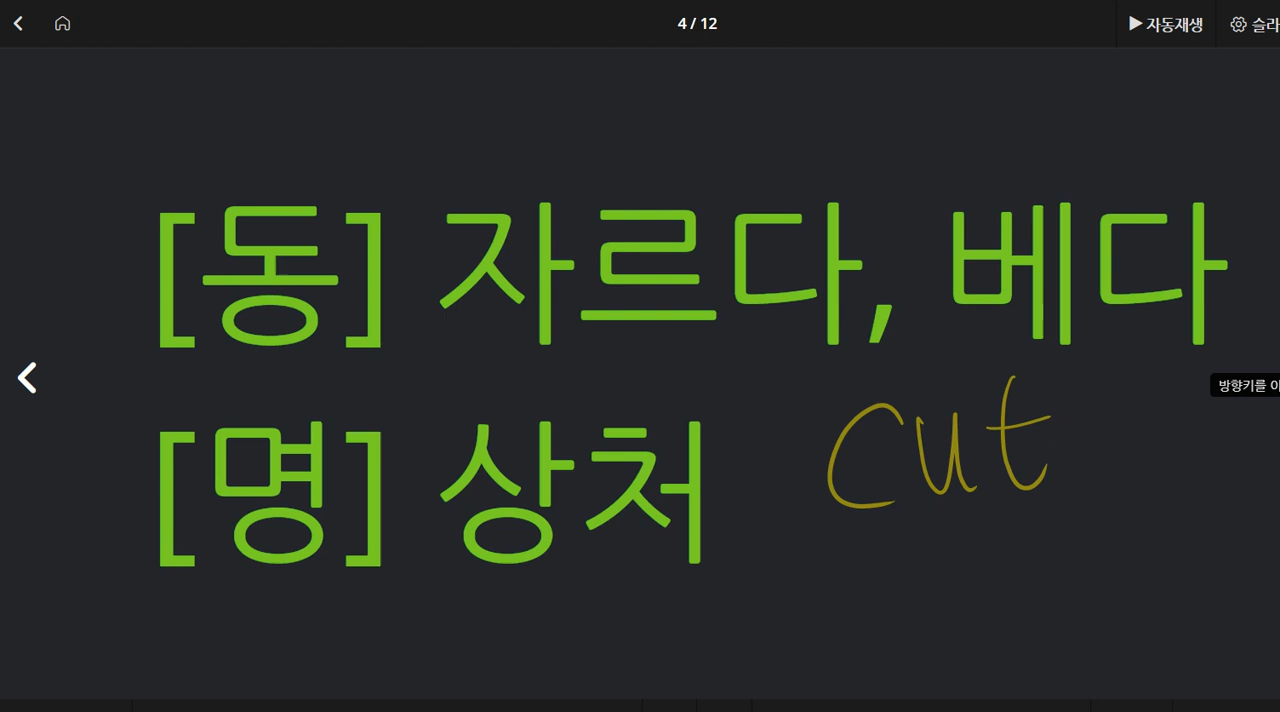 4 / 12
▶ 자동재생
슬라
[동] 자르다, 베다
방향키를 이
[명] 상처
cut